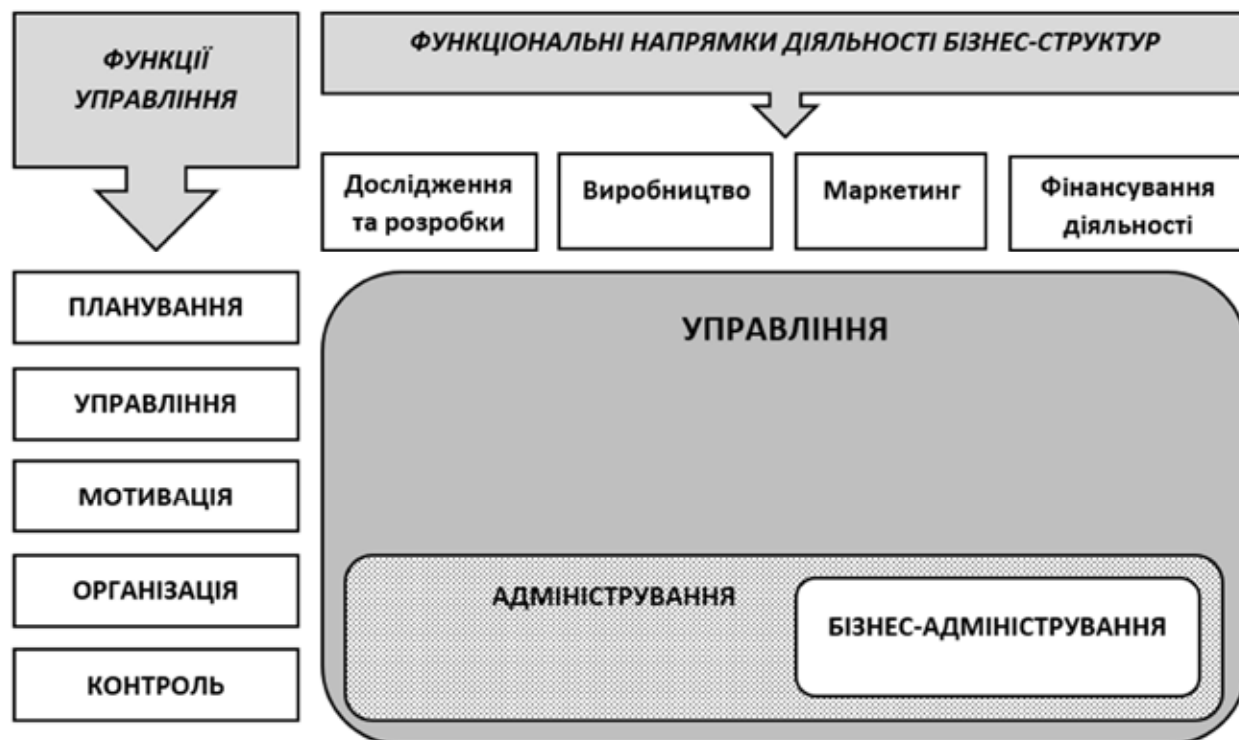 ФУНКЦІЇ
УПРАВЛІННЯ
ФУНКЦІОНАЛЬНІ НАПРЯМКИ ДІЯЛЬНОСТІ БІЗНЕС-СТРУКТУР
Дослідження
та розробки
Виробництво
Маркетинг
Фінансування
діяльності
ПЛАНУВАННЯ
УПРАВЛІННЯ
МОТИВАЦІЯ
ОРГАНІЗАЦІЯ
КОНТРОЛЬ
УПРАВЛІННЯ
АДМІНІСТРУВАННЯ
БІЗНЕС-АДМІНІСТРУВАННЯ